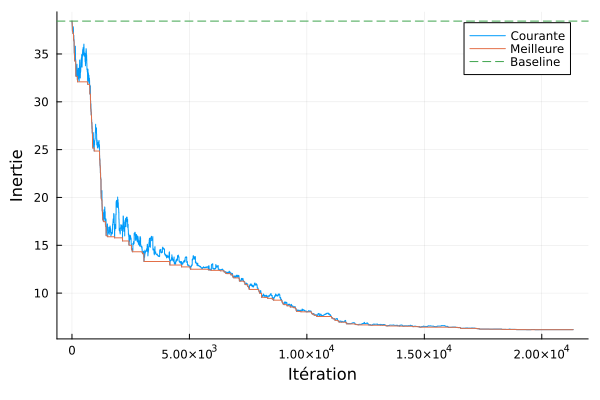 Courante
Meilleure
Baseline
35
30
25
20
15
10
Inertie
0
5.00×10³
1.00×10⁴
1.50×10⁴
2.00×10⁴
Itération